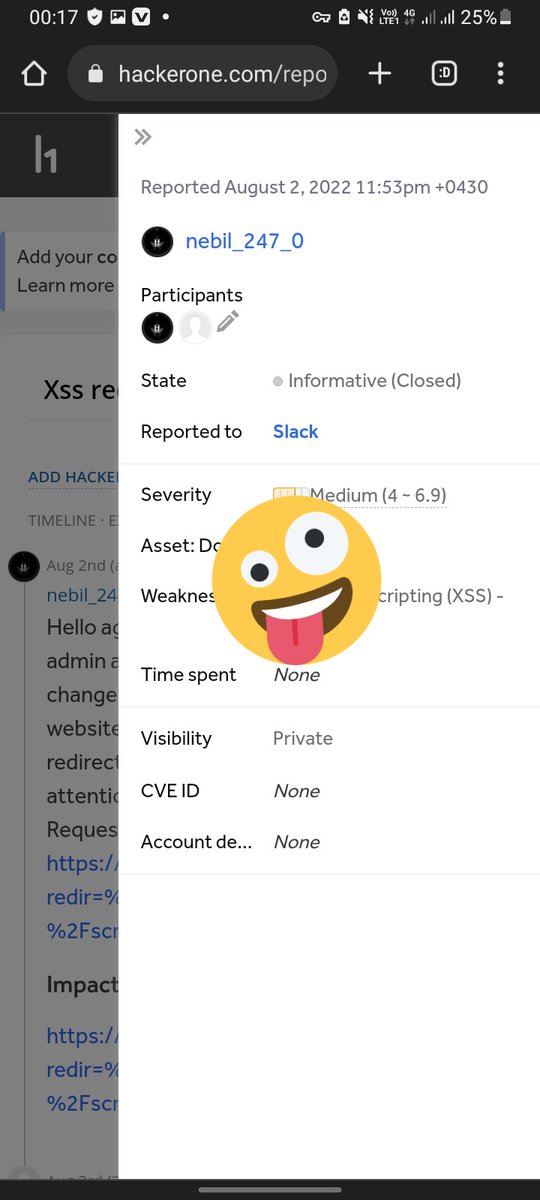 00:17 Vo)) LTE1 4G 25%
hackerone.com/repo :D
Reported August 2, 2022 11:53pm +0430
nebil_247_0
Participants
State Informative (Closed)
Reported to Slack
Severity Medium (4 ~ 6.9)
Asset: Do
Weaknes cripting (XSS) -
Time spent None
Visibility Private
CVE ID None
Account de... None
h1
Add your co
Learn more
Xss re
ADD HACKE
TIMELINE · E
Aug 2nd (a
nebil_24
Hello ag
admin a
change
website
redirect
attentio
Reques
https:/
redir=%
%2Fscr
Impact
https:/
redir=%
%2Fscr